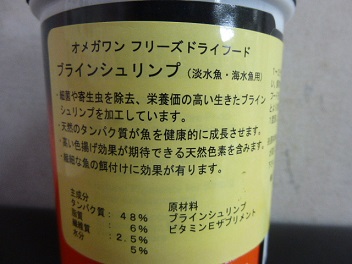 オメガワン フリーズドライフード
ブラインシュリンプ（淡水魚・海水魚用）
・細菌や寄生虫を除去、栄養価の高い生きたブライン
シュリンプを加工しています。
・天然のタンパク質が魚を健康的に成長させます。
・高い色揚げ効果が期待できる天然色素を含みます。
・繊細な魚の餌付けに効果が有ります。
主成分
タンパク質：48%
脂質 6%
繊維質：2.5%
水分 5%
原材料
ブラインシュリンプ
ビタミンEサプリメント